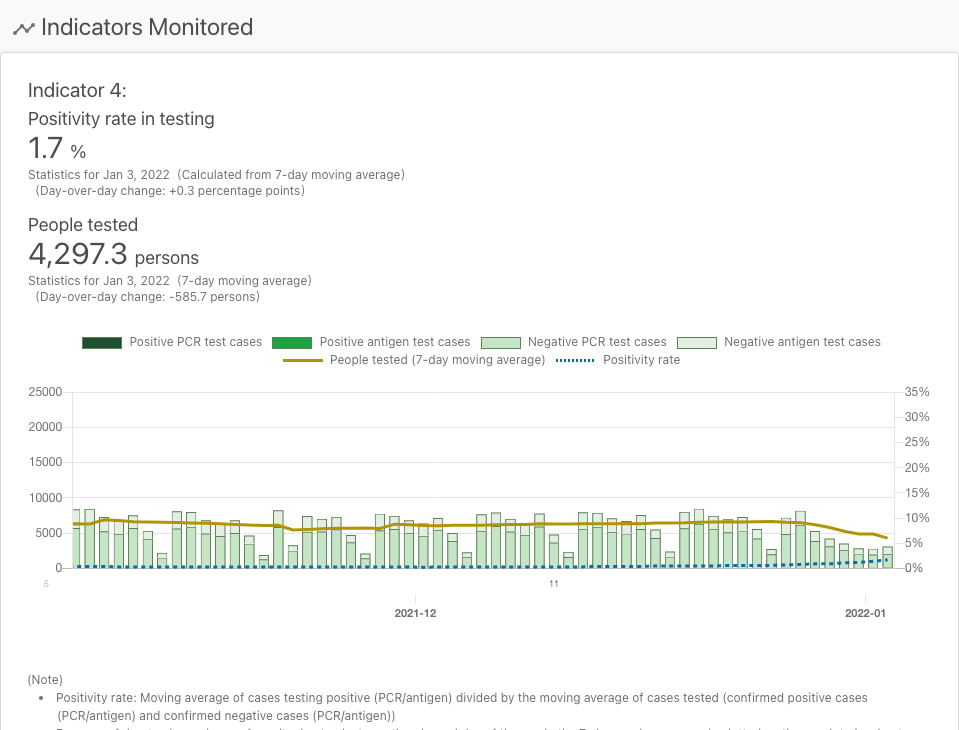 Indicators Monitored
Indicator 4:
Positivity rate in testing
1.7 %
Statistics for Jan 3, 2022 (Calculated from 7-day moving average)
(Day-over-day change: +0.3 percentage points)
People tested
4,297.3 persons
Statistics for Jan 3, 2022 (7-day moving average)
(Day-over-day change: -585.7 persons)
Positive PCR test cases Positive antigen test cases Negative PCR test cases Negative antigen test cases
People tested (7-day moving average) Positivity rate
25000 35%
20000 30%
25%
15000 20%
10000 15%
10%
5000 5%
0 0%
6 11
2021-12 2022-01
(Note)
• Positivity rate: Moving average of cases testing positive (PCR/antigen) divided by the moving average of cases tested (confirmed positive cases
(PCR/antigen) and confirmed negative cases (PCR/antigen))